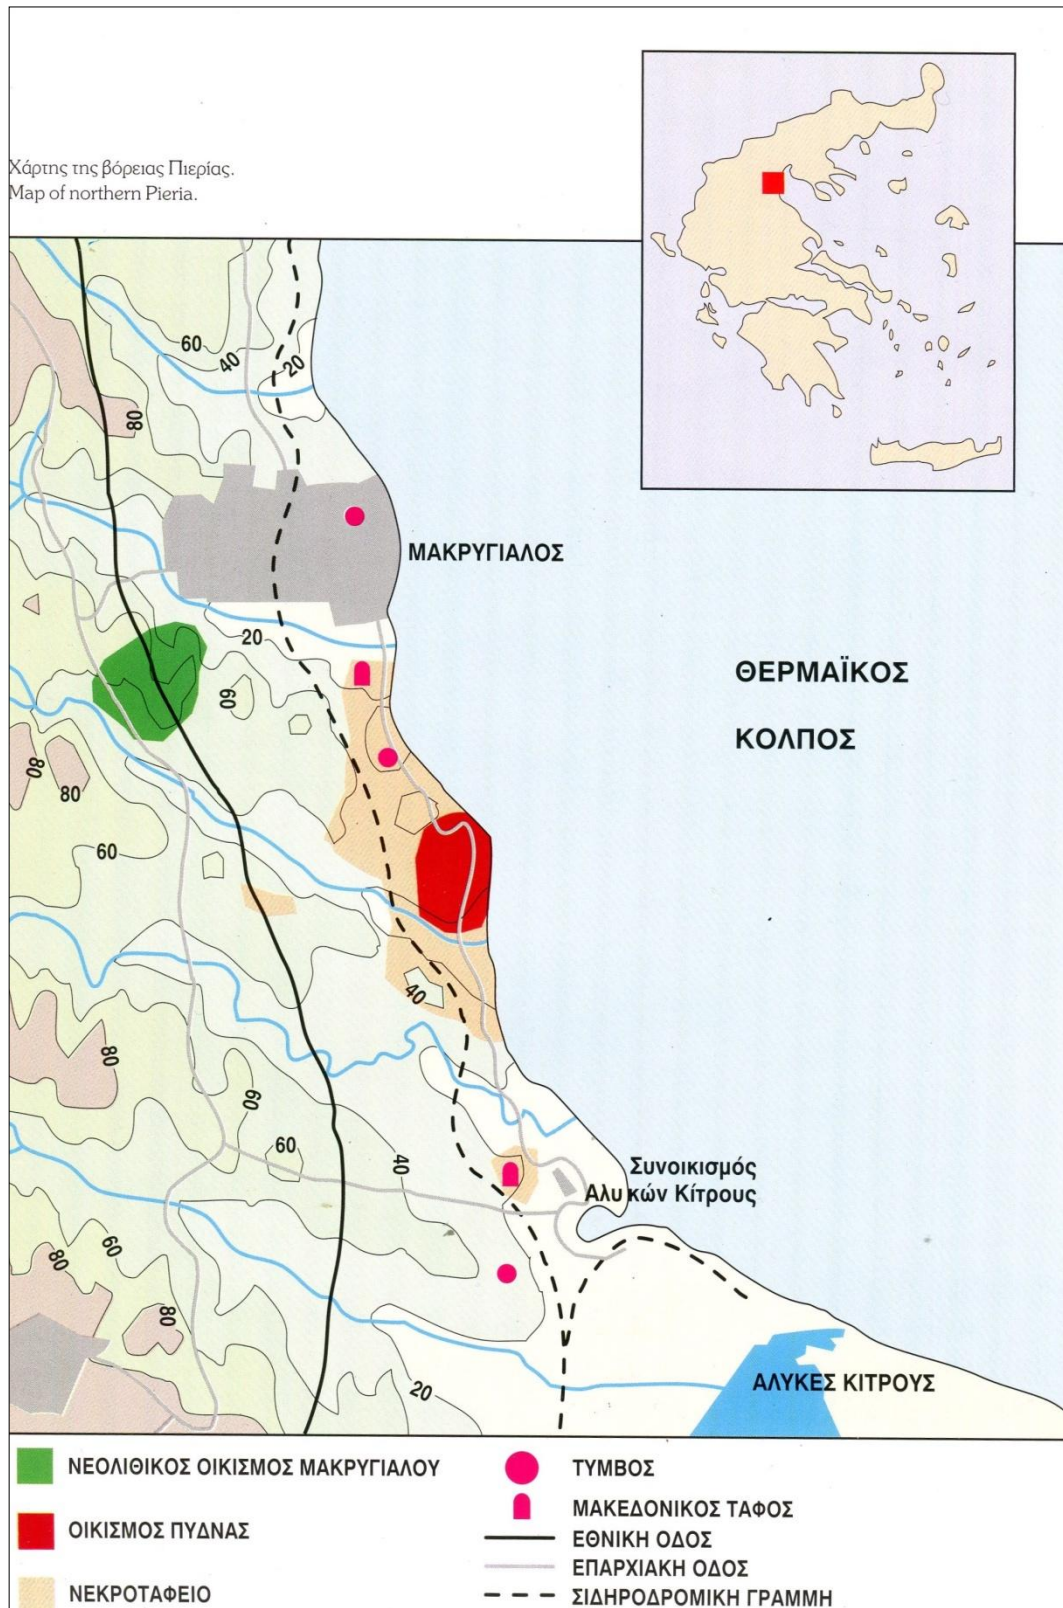 Χάρτης της βόρειας Πιερίας.
Map of northern Pieria.
60
40
20
80
ΜΑΚΡΥΓΙΑΛΟΣ
20
60
ΘΕΡΜΑΪΚΟΣ
ΚΟΛΠΟΣ
80
80
60
40
80
60
60
40
Συνοικισμός
Αλυκών Κίτρους
60
80
80
20
ΑΛΥΚΕΣ ΚΙΤΡΟΥΣ
ΝΕΟΛΙΘΙΚΟΣ ΟΙΚΙΣΜΟΣ ΜΑΚΡΥΓΙΑΛΟΥ
ΟΙΚΙΣΜΟΣ ΠΥΔΝΑΣ
ΝΕΚΡΟΤΑΦΕΙΟ
ΤΥΜΒΟΣ
ΜΑΚΕΔΟΝΙΚΟΣ ΤΑΦΟΣ
ΕΘΝΙΚΗ ΟΔΟΣ
ΕΠΑΡΧΙΑΚΗ ΟΔΟΣ
ΣΙΔΗΡΟΔΡΟΜΙΚΗ ΓΡΑΜΜΗ